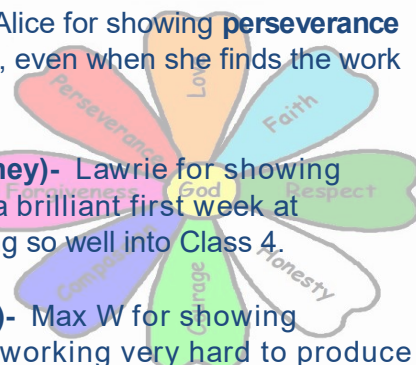 Alice for showing perseverance
, even when she finds the work
Love
Perseverance
Faith
ney)- Lawrie for showing
Forgiveness
God
Respect
a brilliant first week at
g so well into Class 4.
Compassion
Courage
Honesty
)- Max W for showing
working very hard to produce